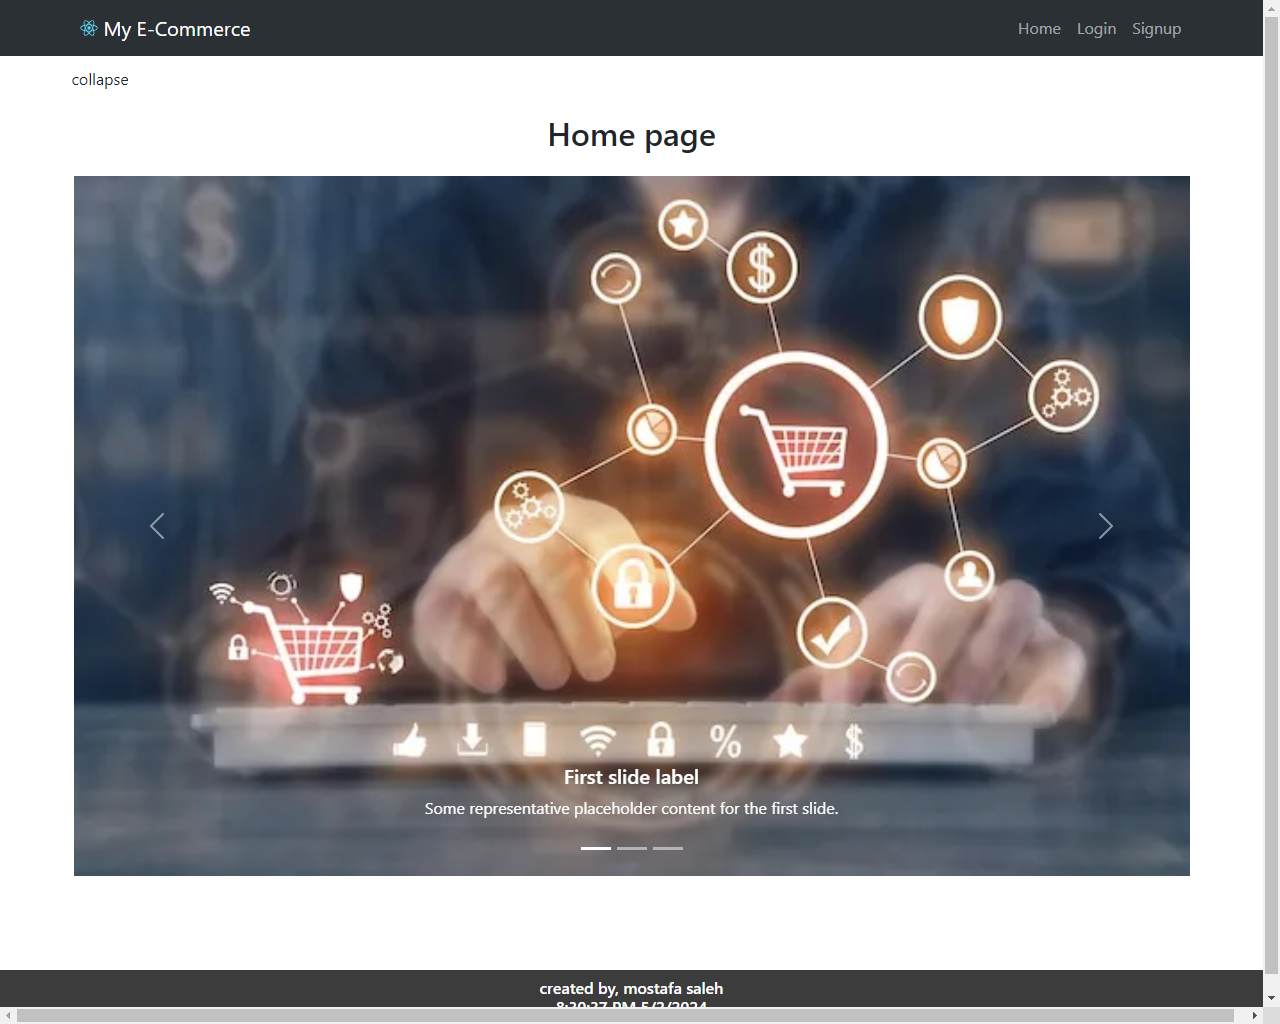 My E-Commerce
Home
Login
Signup
collapse
Home page
First slide label
Some representative placeholder content for the first slide.
created by, mostafa saleh